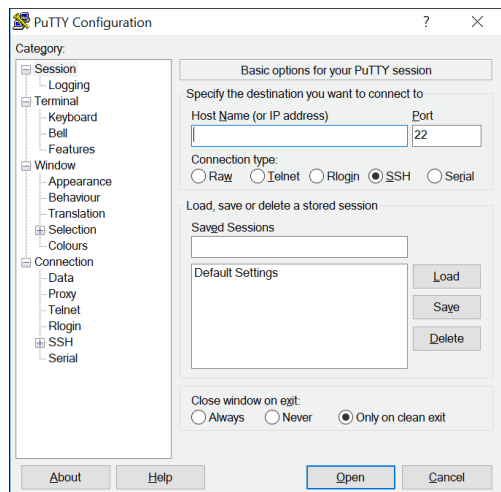 PuTTY Configuration
? ×
Category:
Session
Logging
Terminal
Keyboard
Bell
Features
Window
Appearance
Behaviour
Translation
Selection
Colours
Connection
Data
Proxy
Telnet
Rlogin
SSH
Serial
Basic options for your PuTTY session
Specify the destination you want to connect to
Host Name (or IP address) Port
22
Connection type:
Raw Telnet Rlogin SSH Serial
Load, save or delete a stored session
Saved Sessions
Default Settings
Load
Save
Delete
Close window on exit:
Always Never Only on clean exit
About Help Open Cancel